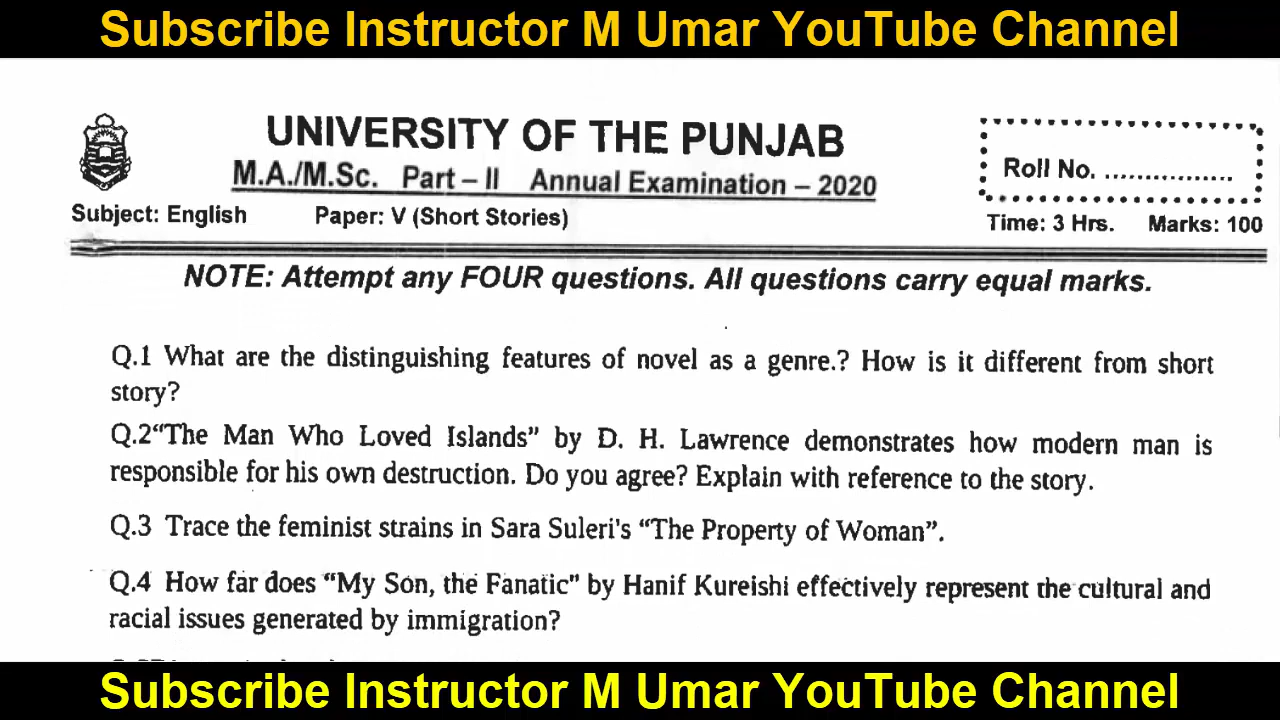 Subscribe Instructor M Umar YouTube Channel
UNIVERSITY OF THE PUNJAB
M.A./M.Sc. Part – II Annual Examination – 2020
Roll No. ................
Subject: English Paper: V (Short Stories)
Time: 3 Hrs. Marks: 100
NOTE: Attempt any FOUR questions. All questions carry equal marks.
Q.1 What are the distinguishing features of novel as a genre.? How is it different from short
story?
Q.2“The Man Who Loved Islands” by D. H. Lawrence demonstrates how modern man is
responsible for his own destruction. Do you agree? Explain with reference to the story.
Q.3 Trace the feminist strains in Sara Suleri's “The Property of Woman”.
Q.4 How far does “My Son, the Fanatic” by Hanif Kureishi effectively represent the cultural and
racial issues generated by immigration?
Subscribe Instructor M Umar YouTube Channel